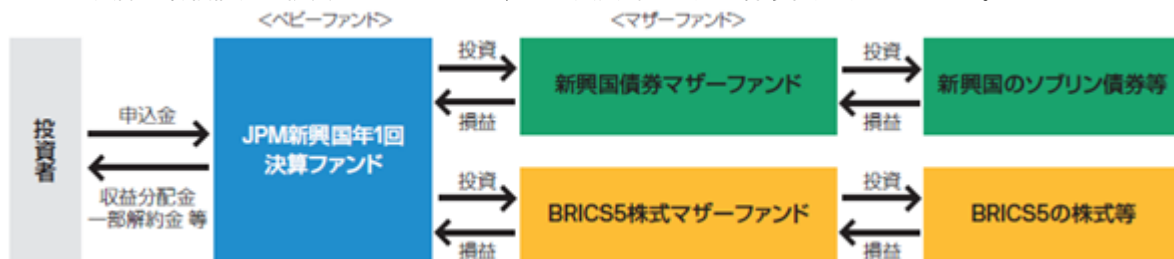 <ベビーファンド>
<マザーファンド>
投資者
申込金
収益分配金
一部解約金 等
JPM新興国年1回
決算ファンド
投資
損益
新興国債券マザーファンド
投資
損益
新興国のソブリン債券等
投資
損益
BRICS5株式マザーファンド
投資
損益
BRICS5の株式等